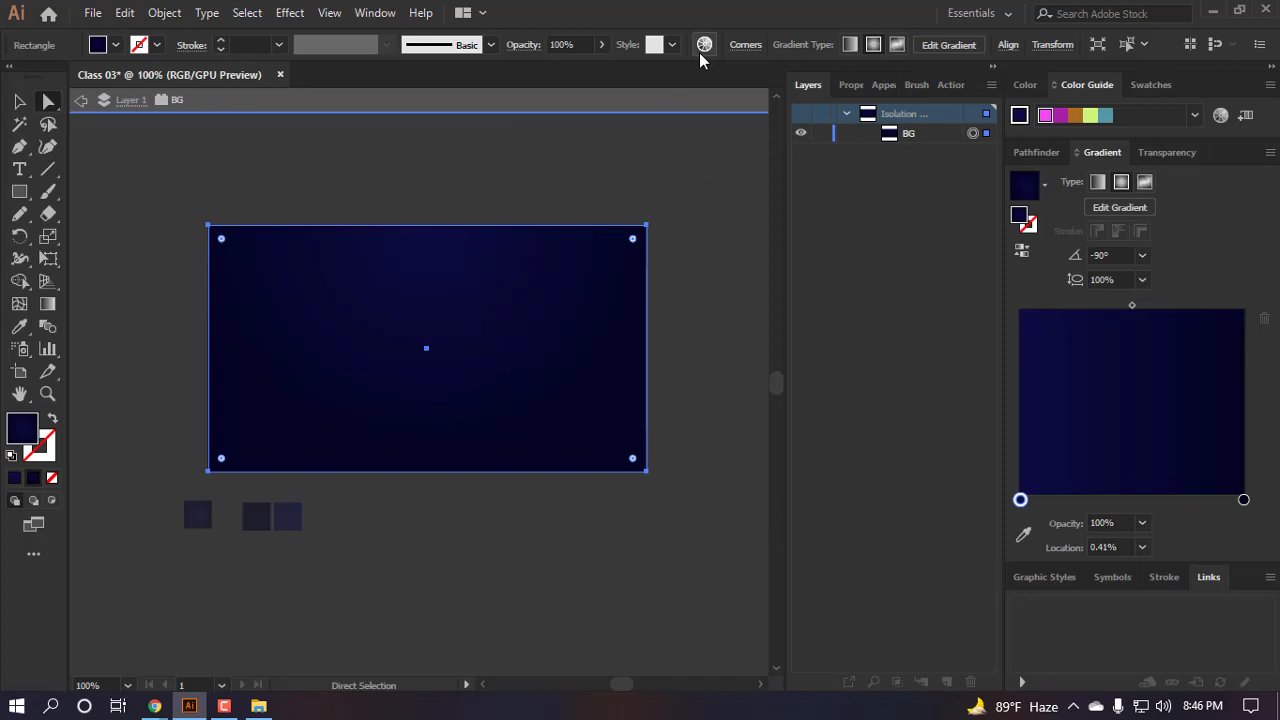 Ai File Edit Object Type Select Effect View Window Help Essentials Search Adobe Stock
Rectangle Stroke: Basic Opacity: 100% Style: Corners Gradient Type: Edit Gradient Align Transform
Class 03* @ 100% (RGB/GPU Preview)
Layers Prope Appea Brush Action Color Color Guide Swatches
Layer 1 BG
Isolation ...
BG
Pathfinder Gradient Transparency
Type:
Edit Gradient
Stroke:
-90°
100%
Opacity: 100%
Location: 0.41%
Graphic Styles Symbols Stroke Links
100% 1 Direct Selection
Ai 89°F Haze 8:46 PM